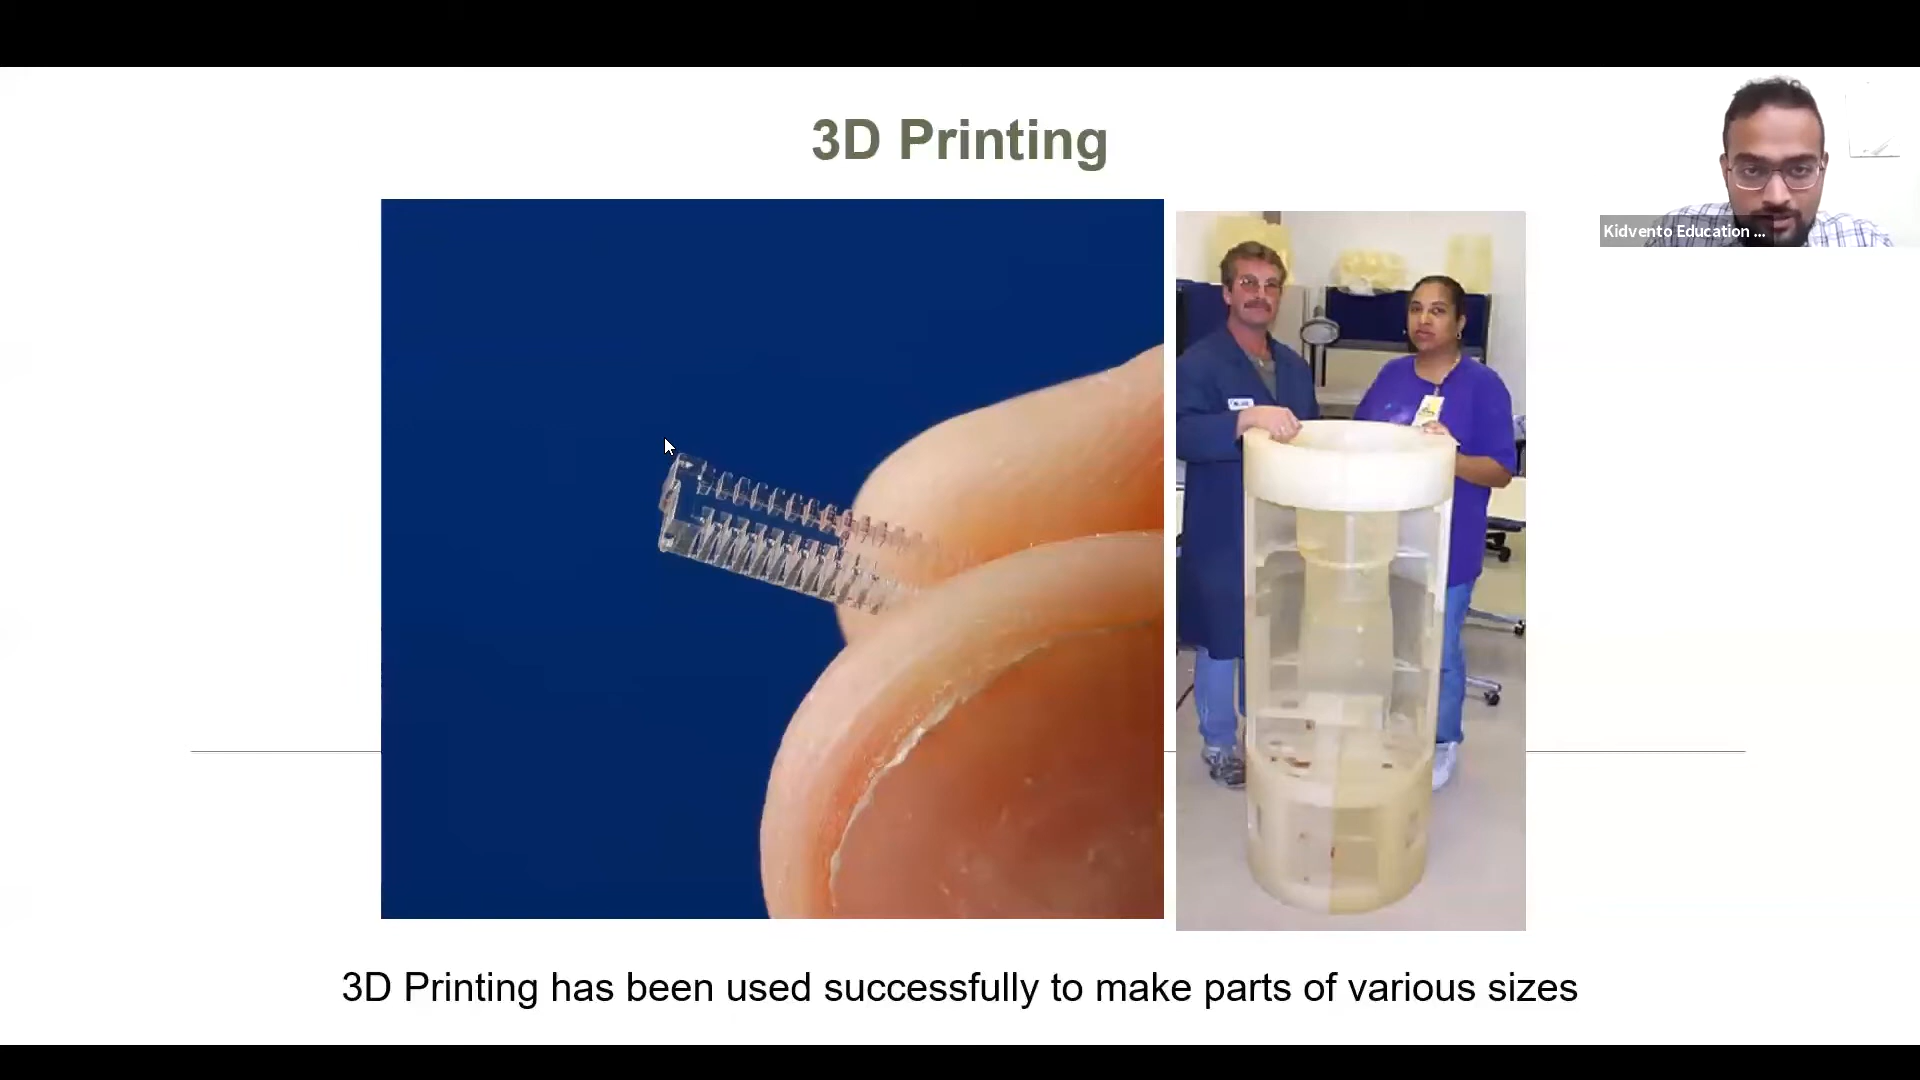 3D Printing
Kidvento Education ...
3D Printing has been used successfully to make parts of various sizes